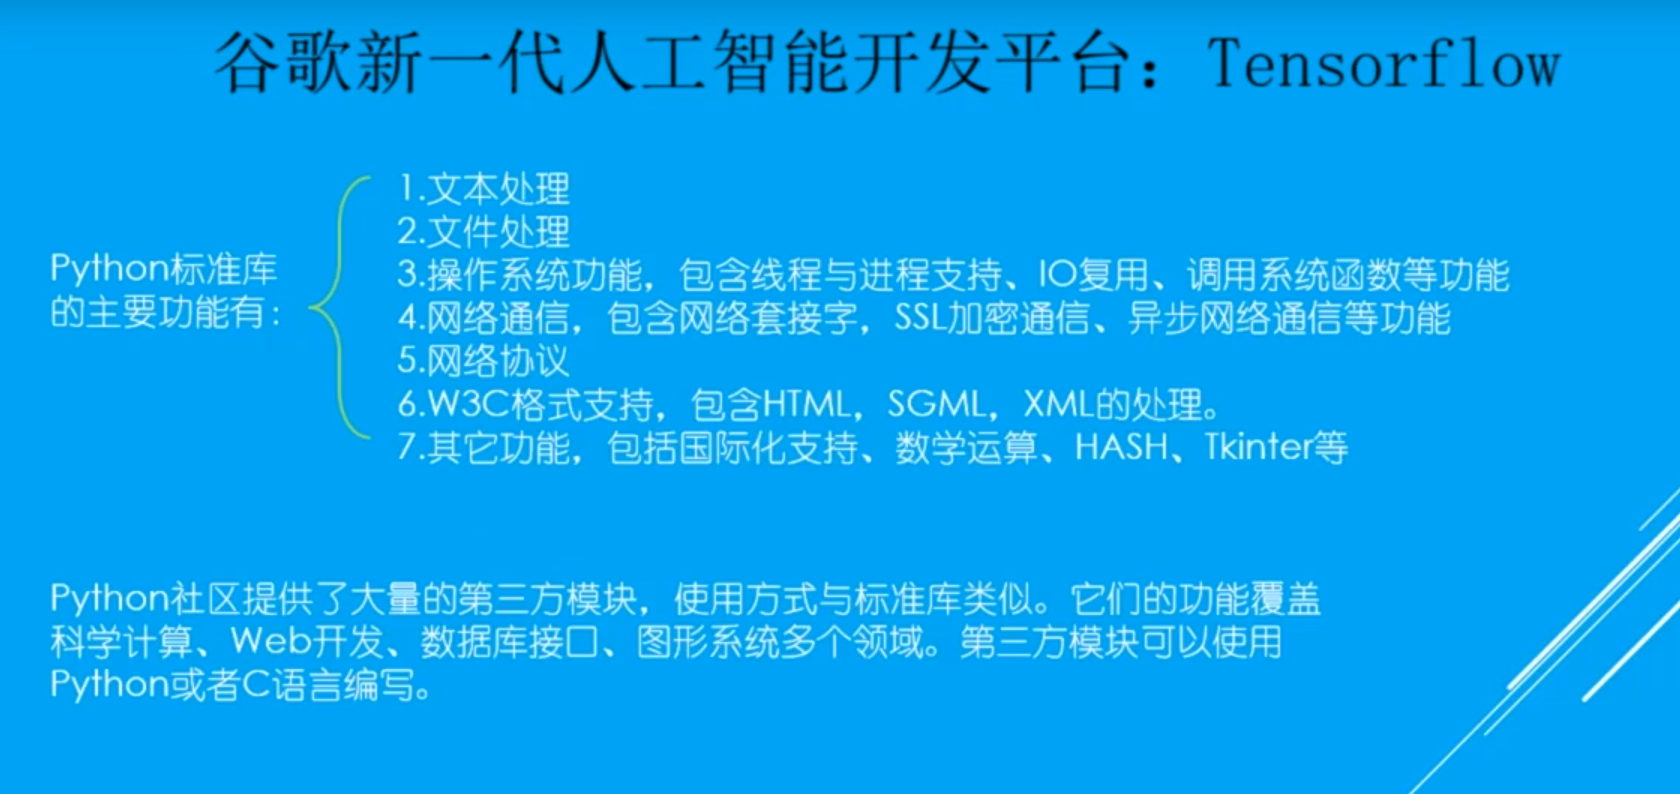 谷歌新一代人工智能开发平台：Tensorflow
Python标准库
的主要功能有：
1.文本处理
2.文件处理
3.操作系统功能，包含线程与进程支持、IO复用、调用系统函数等功能
4.网络通信，包含网络套接字，SSL加密通信、异步网络通信等功能
5.网络协议
6.W3C格式支持，包含HTML，SGML，XML的处理。
7.其它功能，包括国际化支持、数学运算、HASH、Tkinter等
Python社区提供了大量的第三方模块，使用方式与标准库类似。它们的功能覆盖
科学计算、Web开发、数据库接口、图形系统多个领域。第三方模块可以使用
Python或者C语言编写。